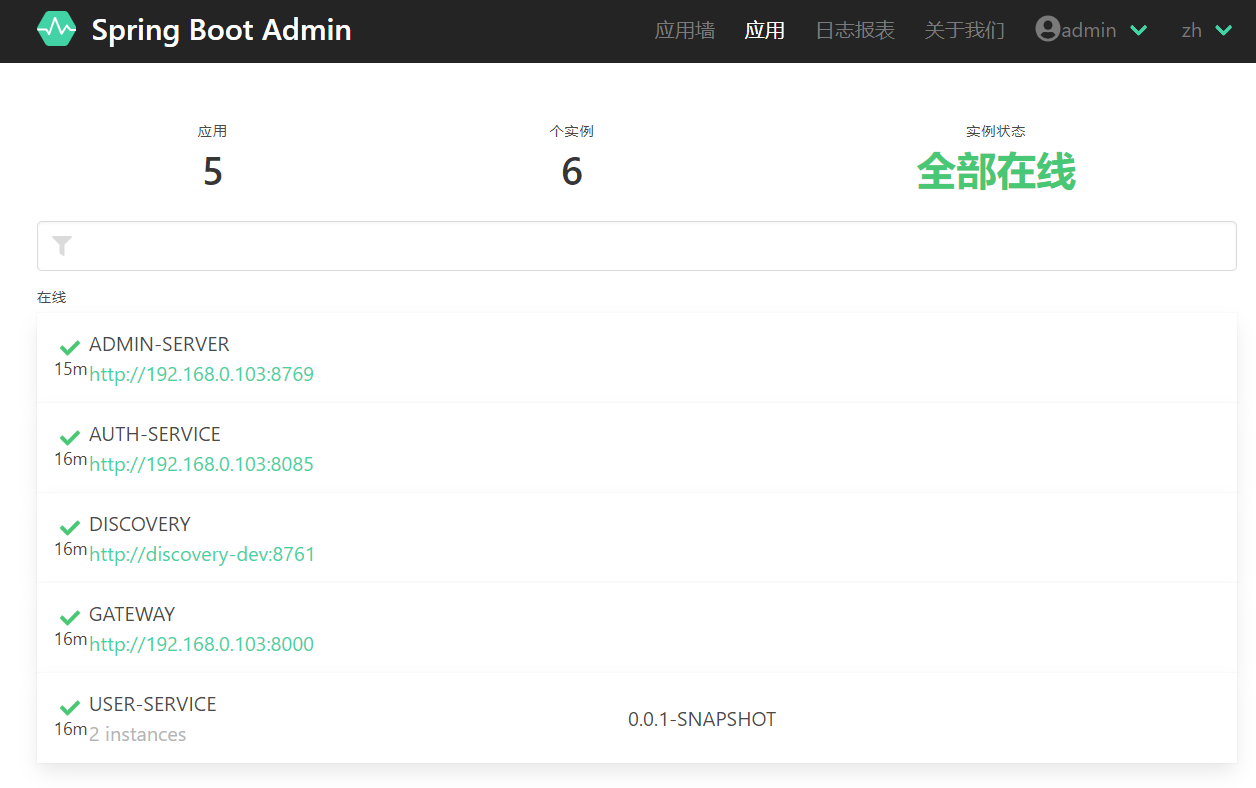 Spring Boot Admin 应用墙 应用 日志报表 关于我们 admin zh
应用 个实例 实例状态
5 6 全部在线
在线
ADMIN-SERVER
15m http://192.168.0.103:8769
AUTH-SERVICE
16m http://192.168.0.103:8085
DISCOVERY
16m http://discovery-dev:8761
GATEWAY
16m http://192.168.0.103:8000
USER-SERVICE 0.0.1-SNAPSHOT
16m 2 instances